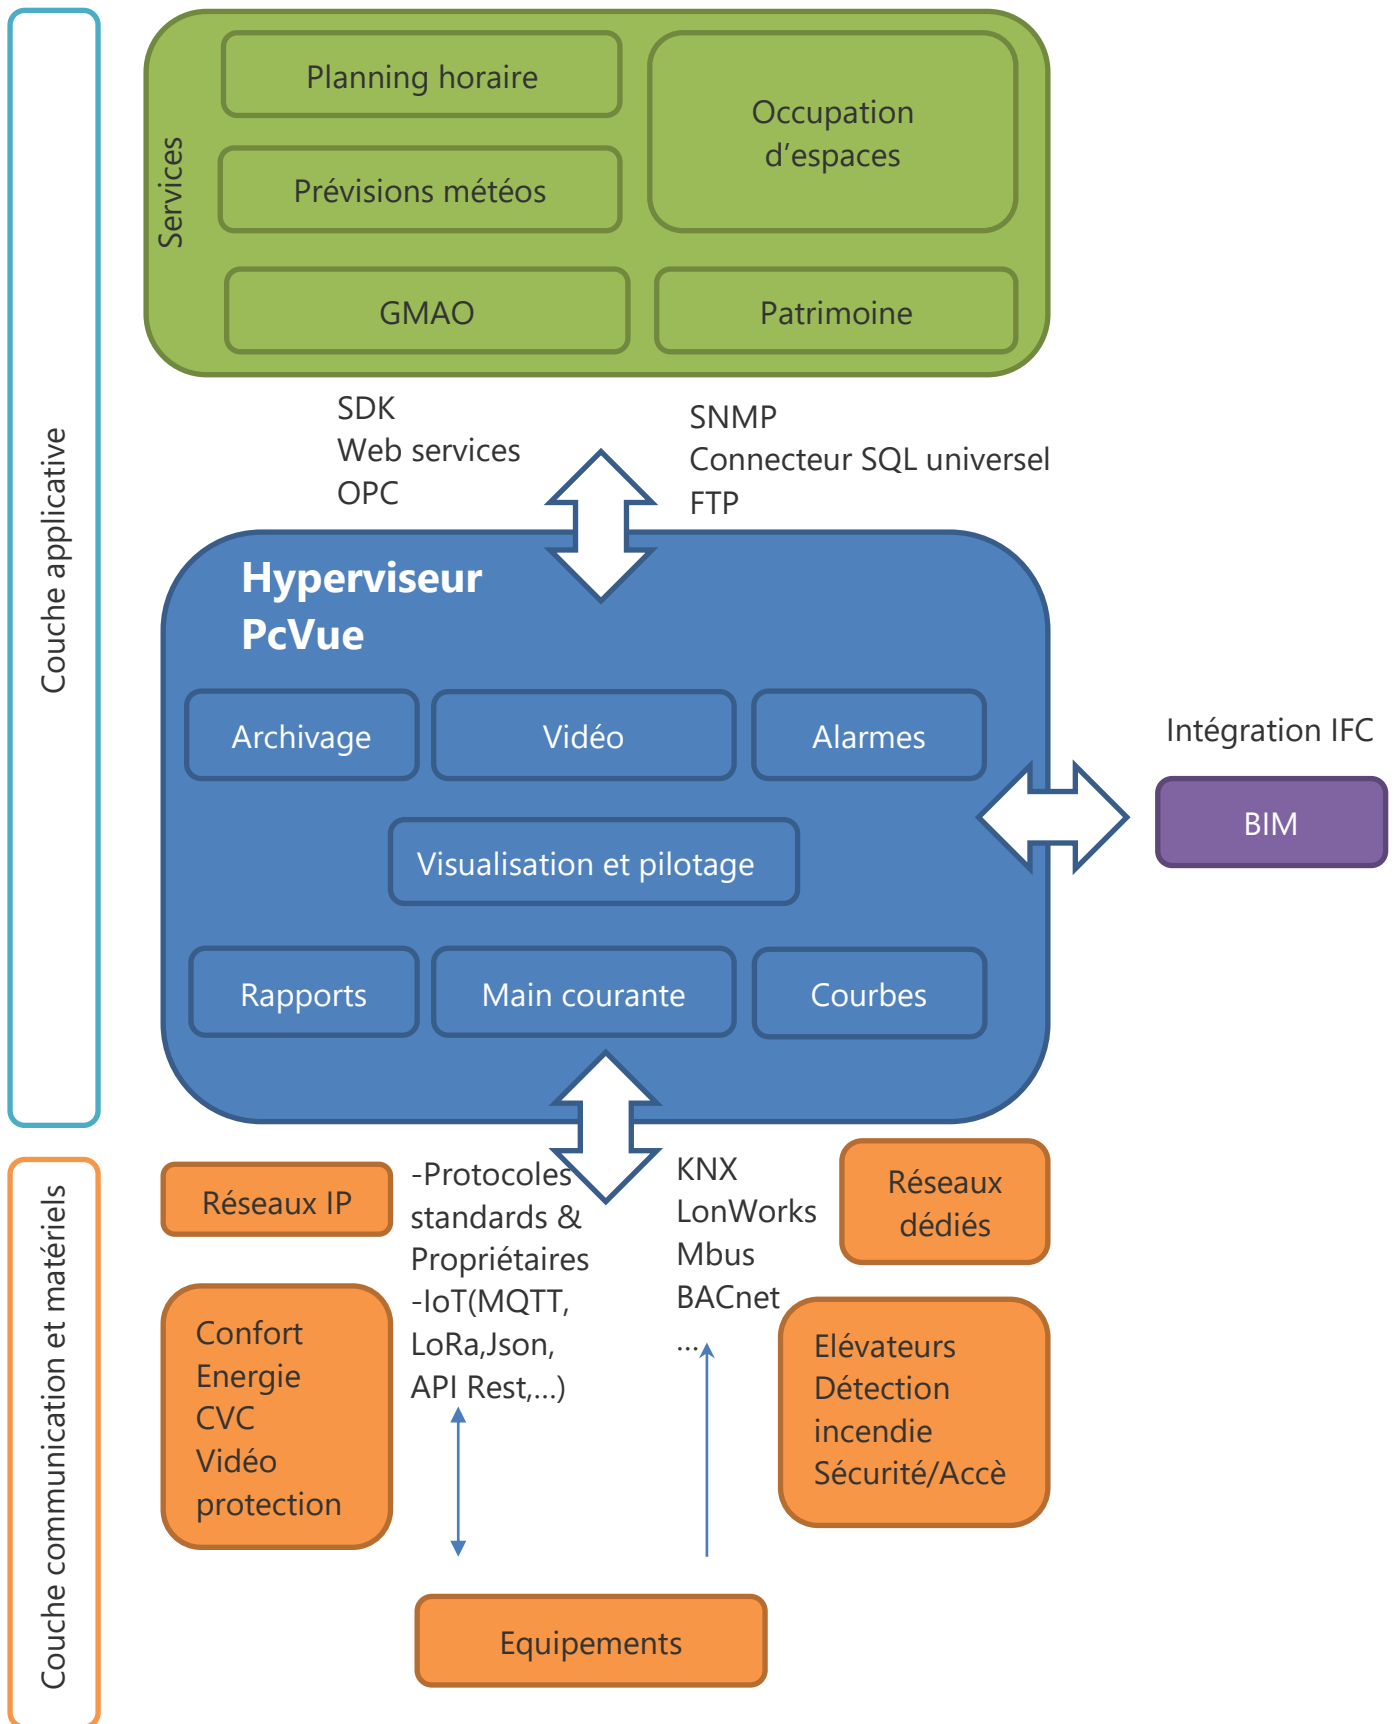 Couche applicative
Services
Planning horaire
Occupation
d’espaces
Prévisions météos
GMAO
Patrimoine
SDK
Web services
OPC
SNMP
Connecteur SQL universel
FTP
Hyperviseur
PcVue
Archivage
Vidéo
Alarmes
Visualisation et pilotage
Rapports
Main courante
Courbes
Intégration IFC
BIM
Couche communication et matériels
Réseaux IP
-Protocoles
standards &
Propriétaires
-IoT(MQTT,
LoRa,Json,
API Rest,...)
KNX
LonWorks
Mbus
BACnet
...
Réseaux
dédiés
Confort
Energie
CVC
Vidéo
protection
Elévateurs
Détection
incendie
Sécurité/Accè
Equipements